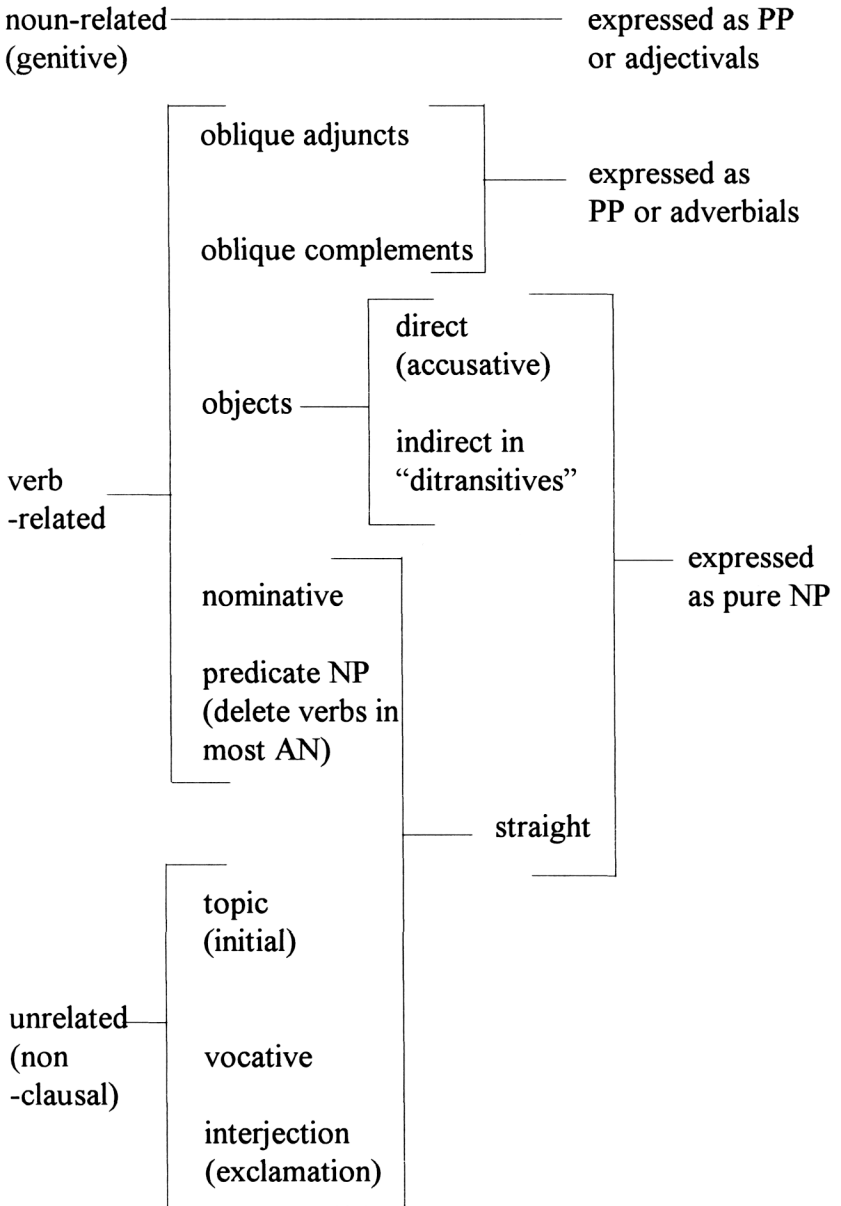 noun-related
(genitive)
expressed as PP
or adjectivals
oblique adjuncts
oblique complements
expressed as
PP or adverbials
objects
direct
(accusative)
indirect in
“ditransitives”
verb
-related
nominative
predicate NP
(delete verbs in
most AN)
expressed
as pure NP
straight
topic
(initial)
unrelated
(non
-clausal)
vocative
interjection
(exclamation)